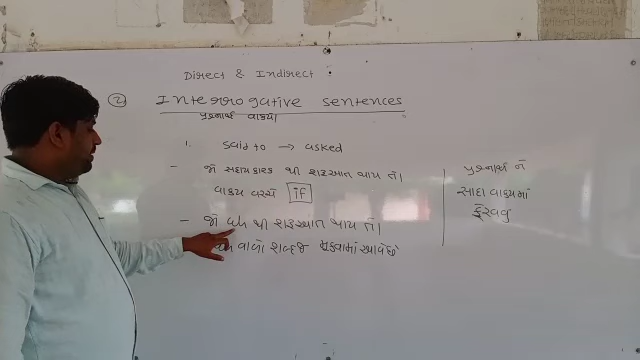 Direct & Indirect :
② Interrogative sentences
પ્રશ્નાર્થ વાક્યો
1. said to → asked
- જો સહાયકારક થી શરૂઆત થાય તો
વાક્ય વચ્ચે if
- જો wh થી શરૂઆત થાય તો
wh વાળો શબ્દ જ મુકવામાં આવે છે
પ્રશ્નાર્થ ને
સાદા વાક્યમાં
ફેરવવુ